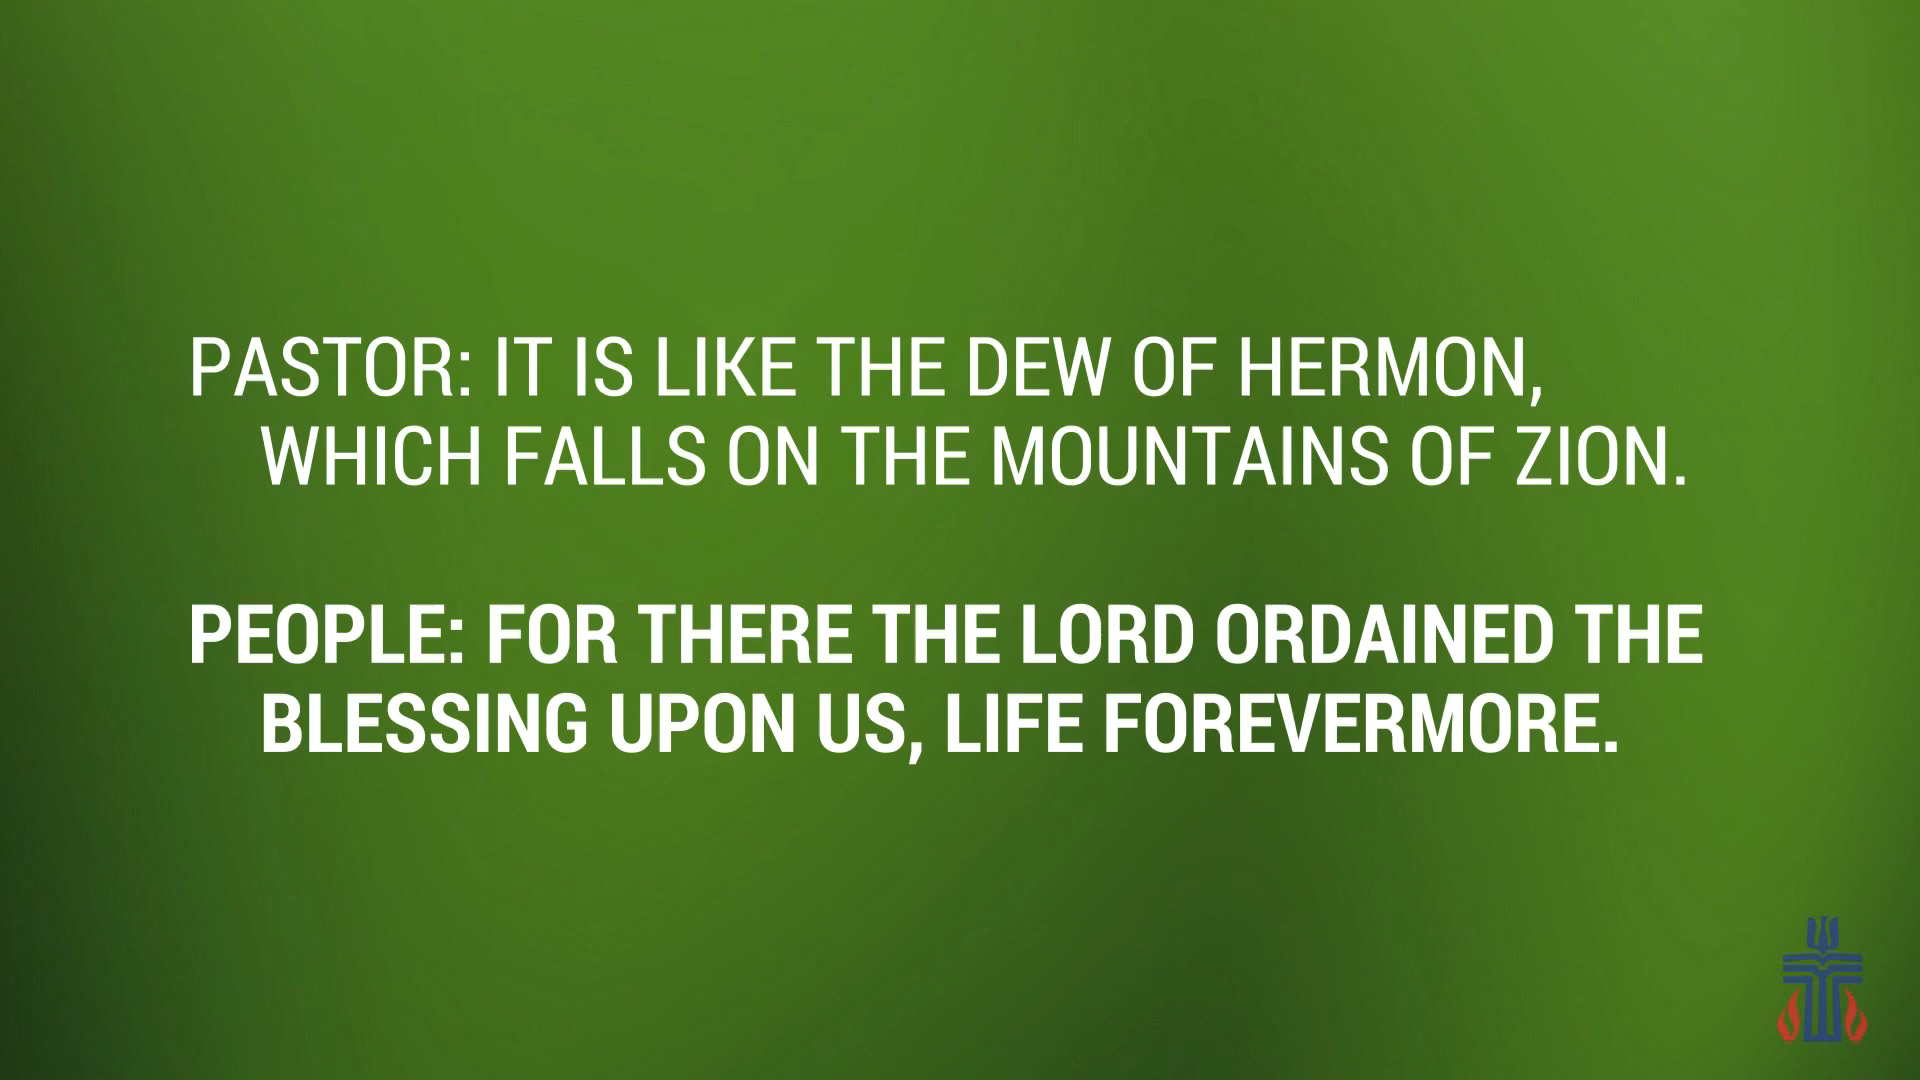 PASTOR: IT IS LIKE THE DEW OF HERMON,
WHICH FALLS ON THE MOUNTAINS OF ZION.
PEOPLE: FOR THERE THE LORD ORDAINED THE
BLESSING UPON US, LIFE FOREVERMORE.